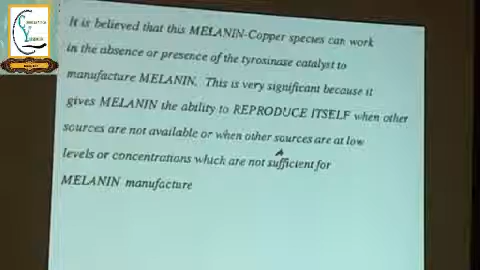 It is believed that this MELANIN-Copper species can work
in the absence or presence of the tyrosinase catalyst to
manufacture MELANIN. This is very significant because it
gives MELANIN the ability to REPRODUCE ITSELF when other
sources are not available or when other sources are at low
levels or concentrations which are not sufficient for
MELANIN manufacture